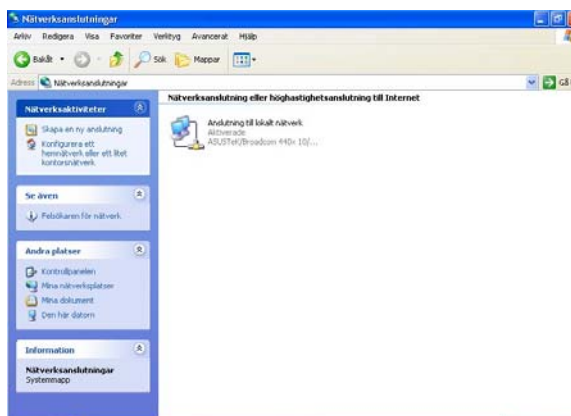 Nätverksanslutningar
Arkiv Redigera Visa Favoriter Verktyg Avancerat Hjälp
Bakåt Sök Mappar
Adress Nätverksanslutningar Gå
Nätverksaktiviteter
Skapa en ny anslutning
Konfigurera ett
hemnätverk eller ett litet
kontorsnätverk.
Se även
Felsökaren för nätverk
Andra platser
Kontrollpanelen
Mina nätverksplatser
Mina dokument
Den här datorn
Information
Nätverksanslutningar
Systemmapp
Nätverksanslutning eller höghastighetsanslutning till Internet
Anslutning till lokalt nätverk
Aktiverade
ASUSTeK/Broadcom 440x 10/...